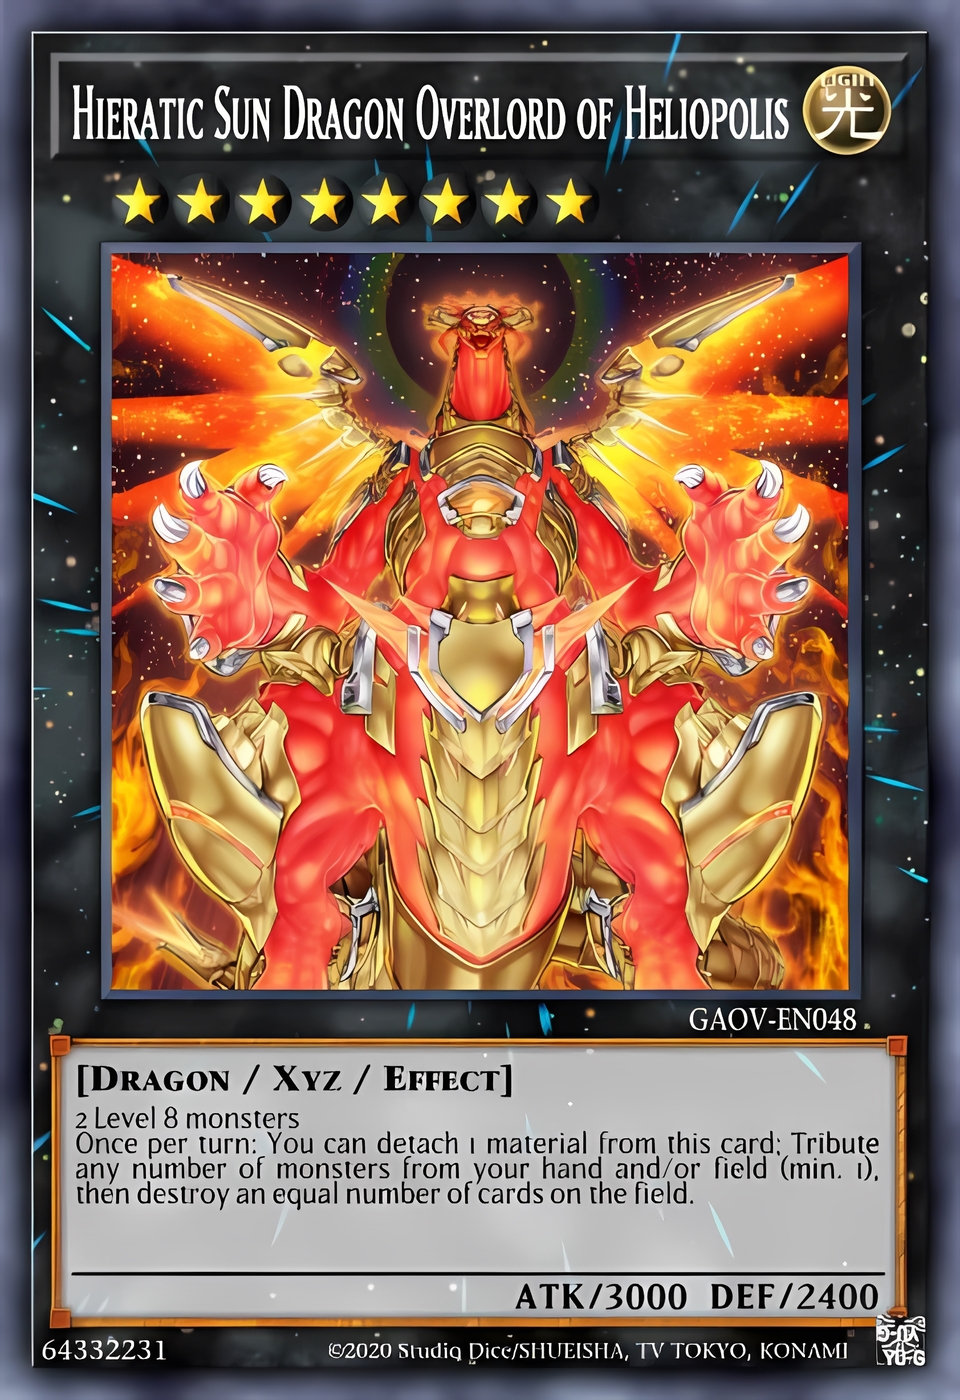 HIERATIC SUN DRAGON OVERLORD OF HELIOPOLIS
光
GAOV-EN048
[DRAGON / XYZ / EFFECT]
2 Level 8 monsters
Once per turn: You can detach 1 material from this card; Tribute
any number of monsters from your hand and/or field (min. 1),
then destroy an equal number of cards on the field.
ATK/3000 DEF/2400
64332231
©2020 Studio Dice/SHUEISHA, TV TOKYO, KONAMI